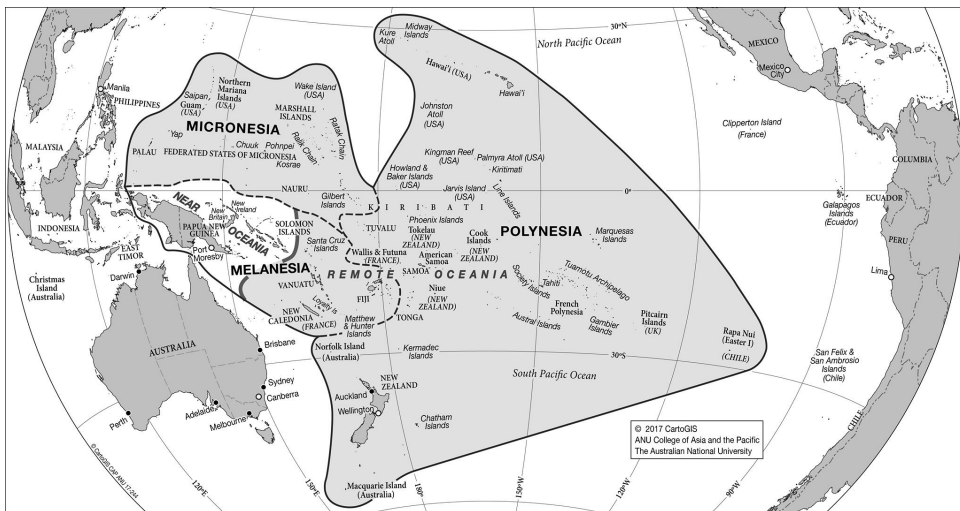 30°N
North Pacific Ocean
MEXICO
Mexico
City
Kure
Atoll
Midway
Islands
Hawai'i (USA)
Hawai'i
Manila
PHILIPPINES
Northern
Mariana
Islands
(USA)
Saipan
Guam
(USA)
Wake Island
(USA)
MARSHALL
ISLANDS
Johnston
Atoll
(USA)
Clipperton Island
(France)
MICRONESIA
Ratak Chain
Ralik Chain
Yap
Chuuk
Pohnpei
PALAU
FEDERATED STATES OF MICRONESIA
Kosrae
MALAYSIA
Kingman Reef
(USA)
Palmyra Atoll (USA)
Kiritimati
Howland &
Baker Islands
(USA)
COLOMBIA
NAURU
Gilbert
Islands
Jarvis Island
(USA)
0°
KIRIBATI
Line Islands
Galapagos
Islands
(Ecuador)
ECUADOR
INDONESIA
NEAR
OCEANIA
New
Britain
New
Ireland
PAPUA NEW
GUINEA
Port
Moresby
SOLOMON
ISLANDS
Santa Cruz
Islands
TUVALU
Phoenix Islands
Tokelau
(NEW
ZEALAND)
Cook
Islands
(NEW
ZEALAND)
POLYNESIA
Marquesas
Islands
PERU
EAST
TIMOR
Darwin
MELANESIA
Wallis & Futuna
(FRANCE)
American
Samoa
SAMOA
REMOTE OCEANIA
Lima
Christmas
Island
(Australia)
VANUATU
Loyalty Is
FIJI
Niue
(NEW
ZEALAND)
Society Islands
Tahiti
Tuamotu Archipelago
French
Polynesia
NEW
CALEDONIA
(FRANCE)
Matthew
& Hunter
Islands
TONGA
Austral Islands
Gambier
Islands
Pitcairn
Islands
(UK)
Rapa Nui
(Easter I)
(CHILE)
AUSTRALIA
Brisbane
Norfolk Island
(Australia)
Kermadec
Islands
30°S
San Felix &
San Ambrosio
Islands
(Chile)
South Pacific Ocean
Perth
Adelaide
Melbourne
Sydney
Canberra
NEW
ZEALAND
Auckland
Wellington
Chatham
Islands
CHILE
© 2017 CartoGIS
ANU College of Asia and the Pacific
The Australian National University
© CartoGIS CAP ANU 17-244
Macquarie Island
(Australia)
120°E
150°E
180°
150°W
120°W
90°W